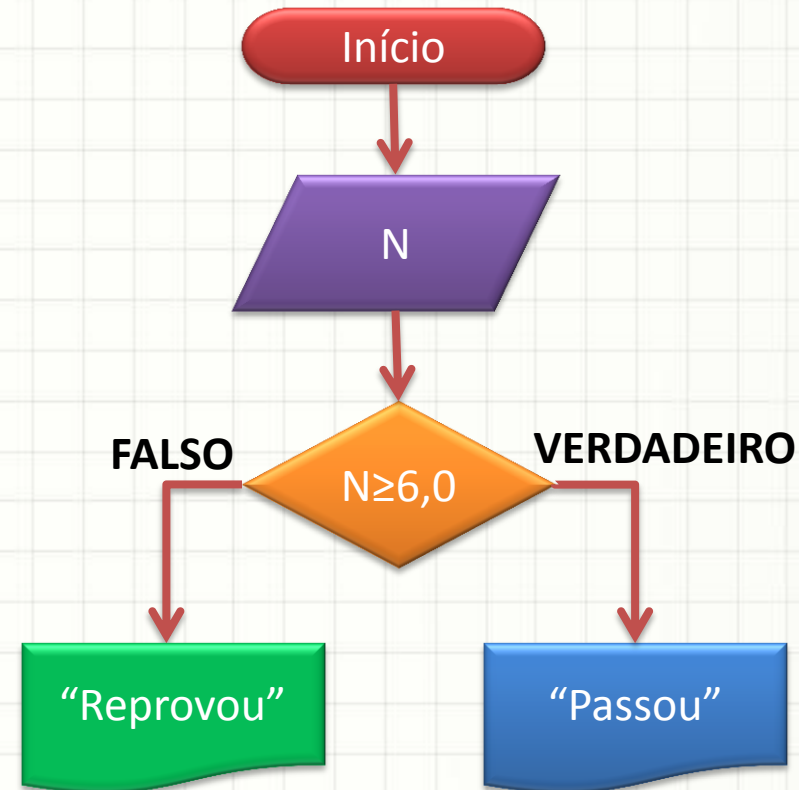 Início
N
FALSO
VERDADEIRO
N≥6,0
“Reprovou”
“Passou”